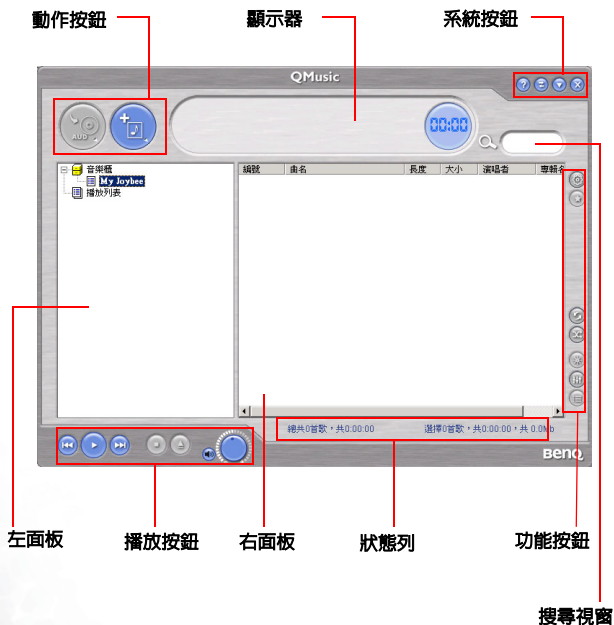 動作按鈕
顯示器
系統按鈕
QMusic
AUD
00:00
音樂櫃
My Joybee
播放列表
編號 曲名 長度 大小 演唱者 專輯名
總共0首歌，共0:00:00 選擇0首歌，共0:00:00，共 0.0Mb
BenQ
左面板
播放按鈕
右面板
狀態列
功能按鈕
搜尋視窗